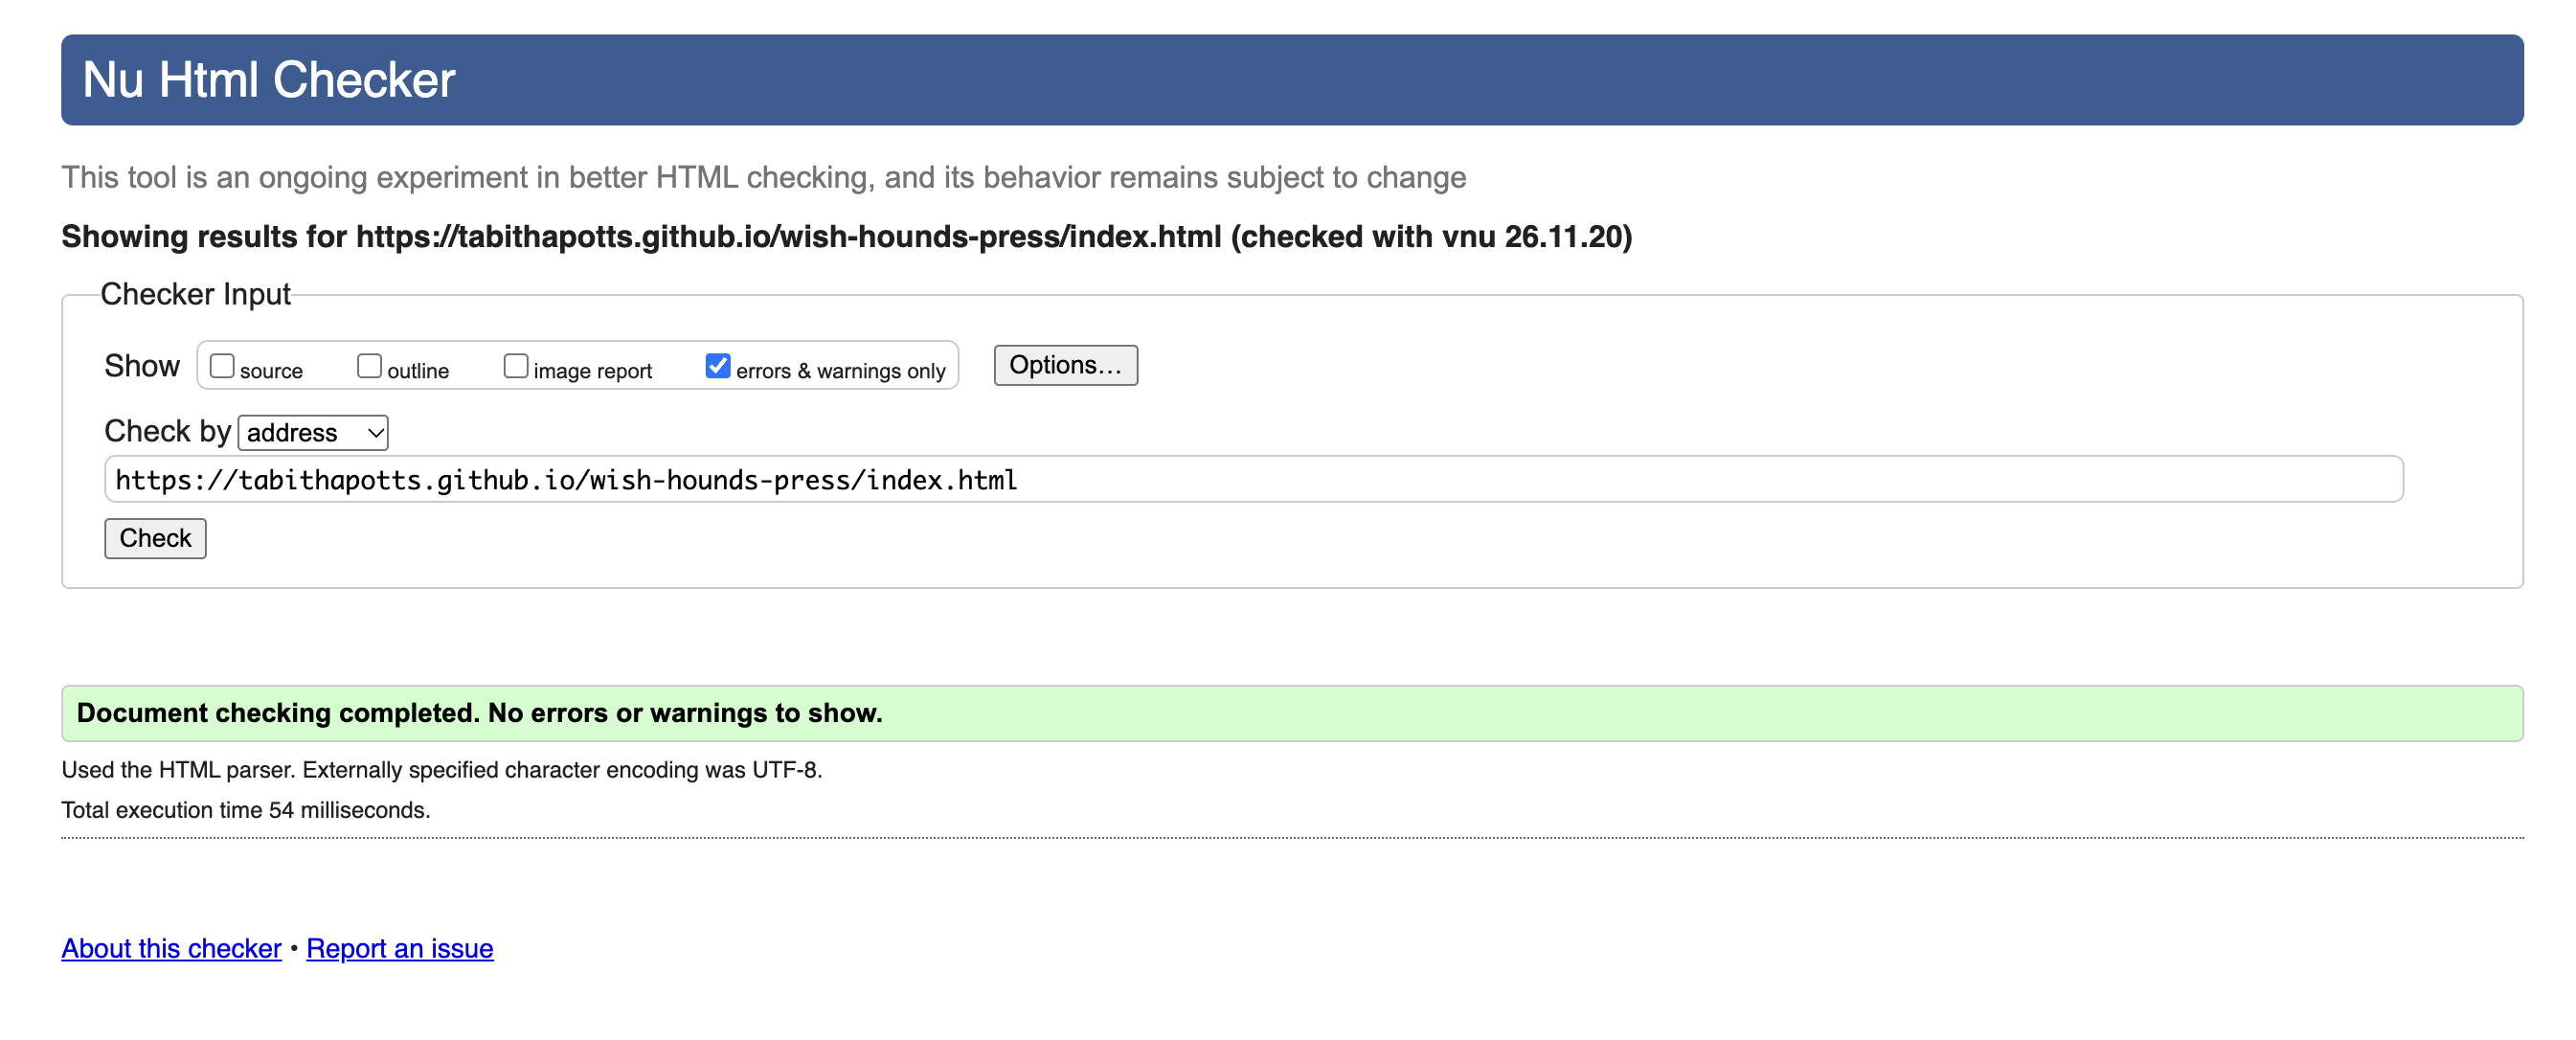 Nu Html Checker
This tool is an ongoing experiment in better HTML checking, and its behavior remains subject to change
Showing results for https://tabithapotts.github.io/wish-hounds-press/index.html (checked with vnu 26.11.20)
Checker Input
Show source outline image report errors & warnings only Options…
Check by address
https://tabithapotts.github.io/wish-hounds-press/index.html
Check
Document checking completed. No errors or warnings to show.
Used the HTML parser. Externally specified character encoding was UTF-8.
Total execution time 54 milliseconds.
About this checker • Report an issue